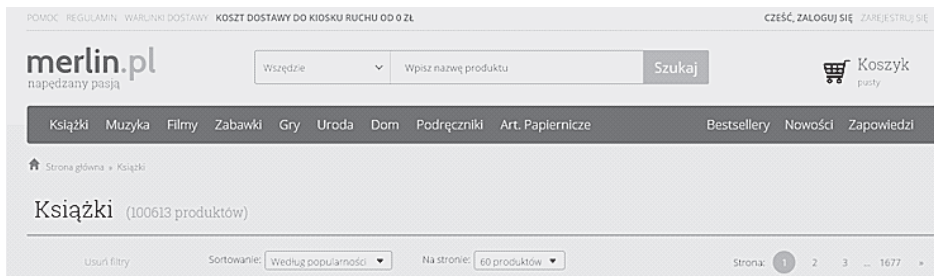 POMOC REGULAMIN WARUNKI DOSTAWY KOSZT DOSTAWY DO KIOSKU RUCHU OD 0 ZŁ CZEŚĆ, ZALOGUJ SIĘ ZAREJESTRUJ SIĘ
merlin.pl
napędzany pasją
Wszędzie Wpisz nazwę produktu Szukaj
Koszyk
pusty
Książki Muzyka Filmy Zabawki Gry Uroda Dom Podręczniki Art. Papiernicze Bestsellery Nowości Zapowiedzi
Strona główna » Książki
Książki (100613 produktów)
Usuń filtry Sortowanie: Według popularności Na stronie: 60 produktów Strona: 1 2 3 ... 1677 »